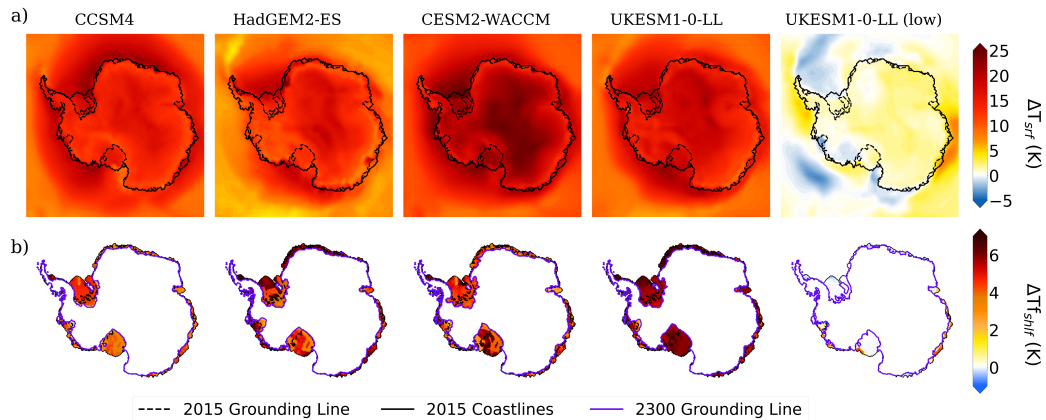 a) CCSM4 HadGEM2-ES CESM2-WACCM UKESM1-0-LL UKESM1-0-LL (low)
25
20
15
10
5
0
−5
ΔT_srf (K)
b)
6
4
2
0
ΔTf_shlf (K)
2015 Grounding Line 2015 Coastlines 2300 Grounding Line